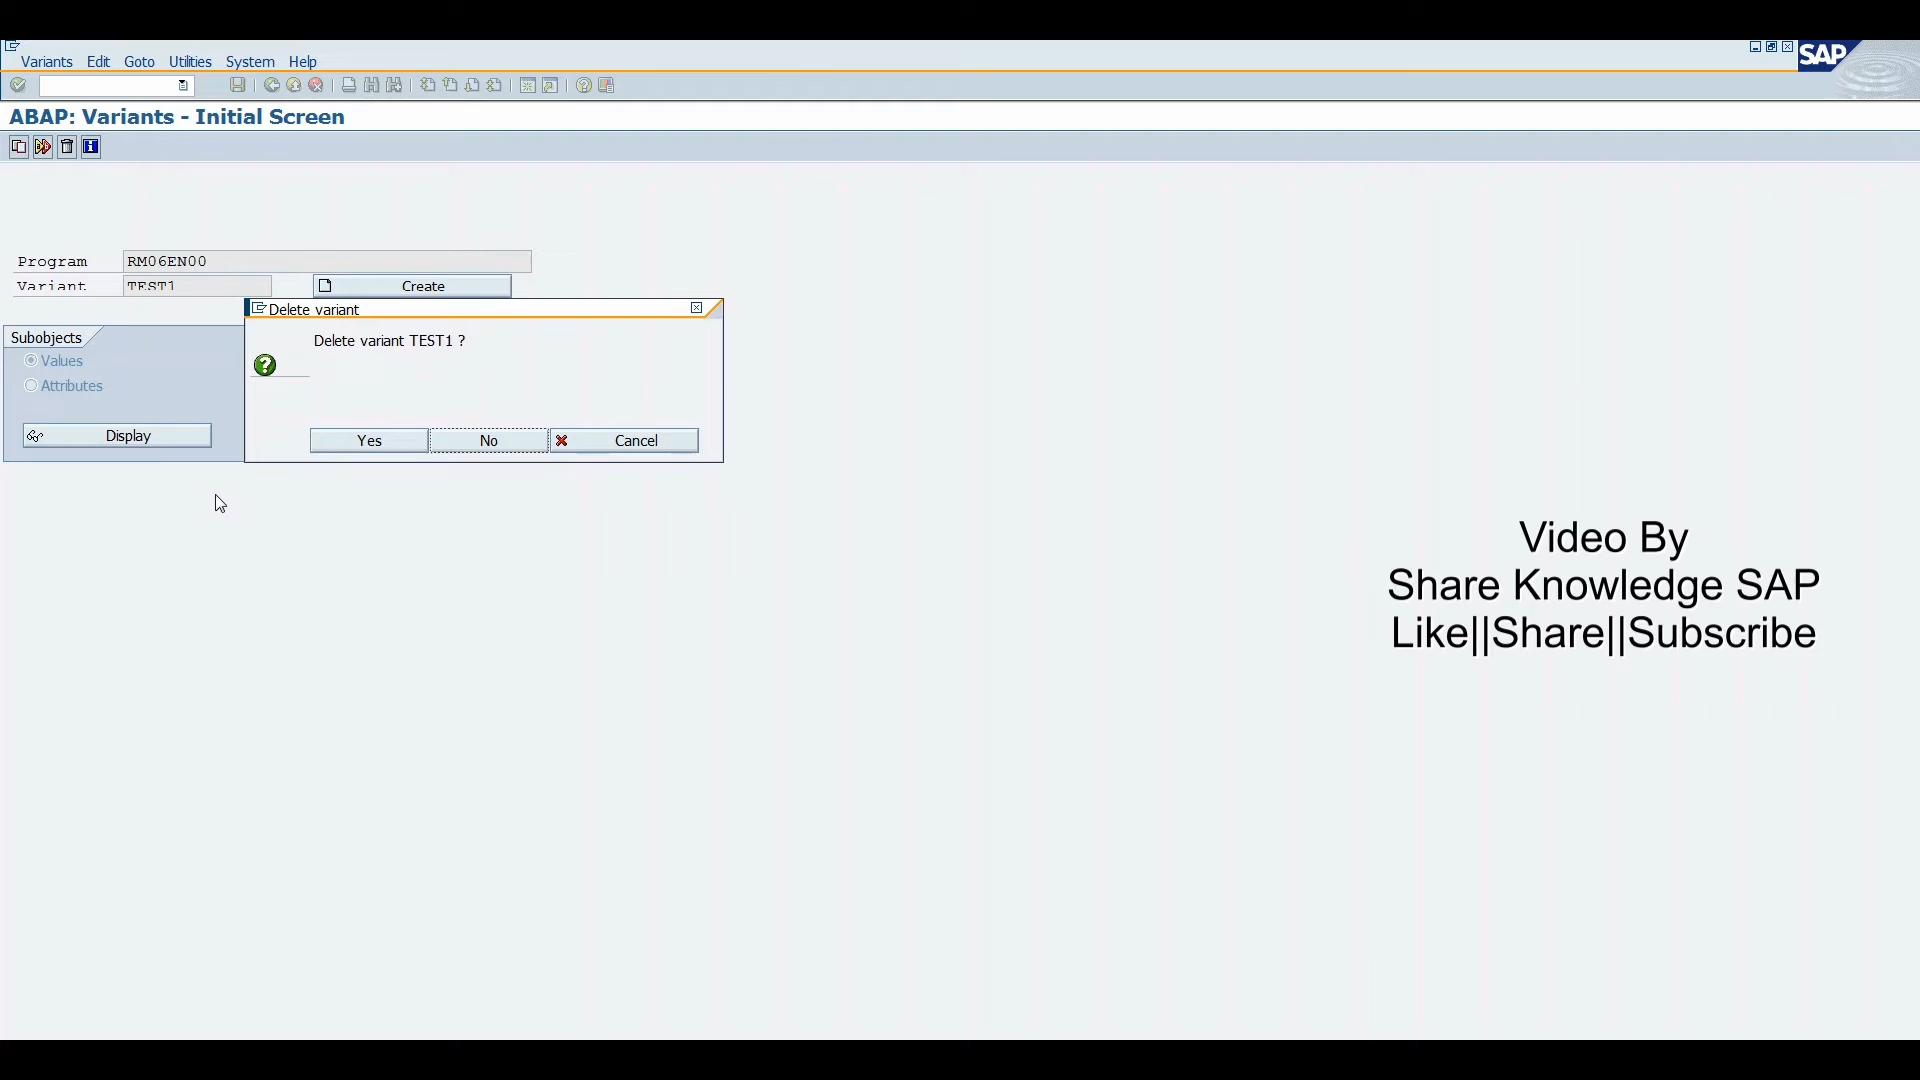 Variants Edit Goto Utilities System Help
SAP
ABAP: Variants - Initial Screen
Program RM06EN00
Variant TEST1 Create
Delete variant
Delete variant TEST1 ?
Subobjects
Values
Attributes
Display
Yes No Cancel
Video By
Share Knowledge SAP
Like||Share||Subscribe